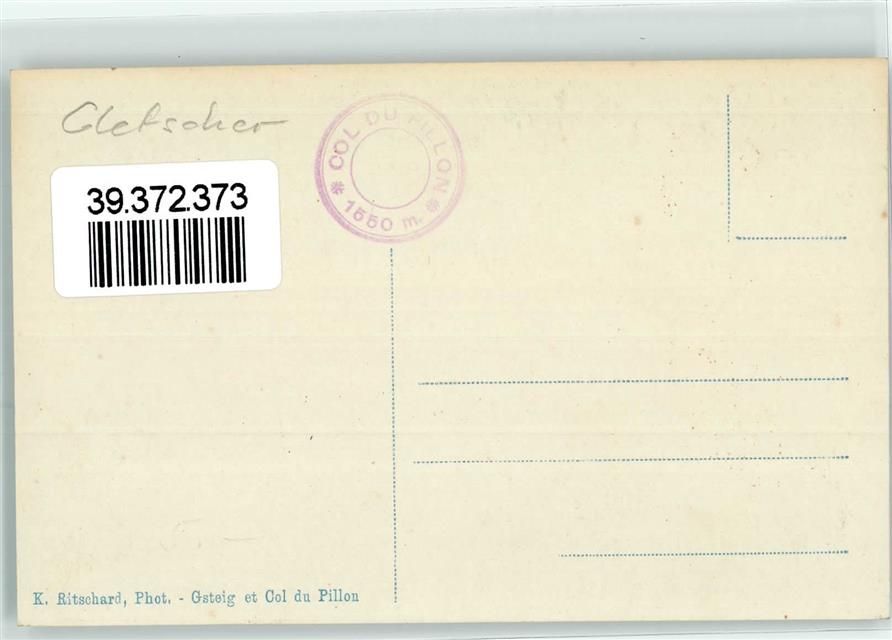 Gletscher
COL DU PILLON
* 1550 m. *
39.372.373
K. Ritschard, Phot. - Gsteig et Col du Pillon